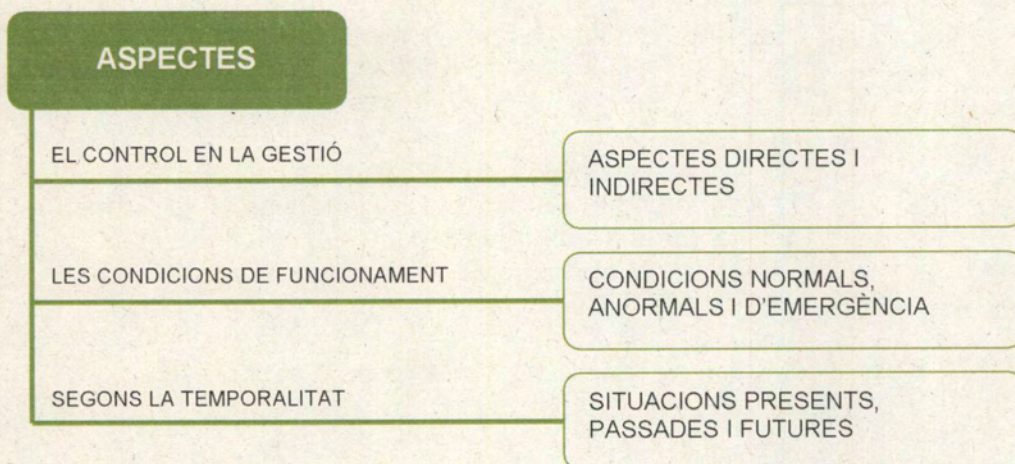 ASPECTES
EL CONTROL EN LA GESTIÓ
ASPECTES DIRECTES I
INDIRECTES
LES CONDICIONS DE FUNCIONAMENT
CONDICIONS NORMALS,
ANORMALS I D'EMERGÈNCIA
SEGONS LA TEMPORALITAT
SITUACIONS PRESENTS,
PASSADES I FUTURES